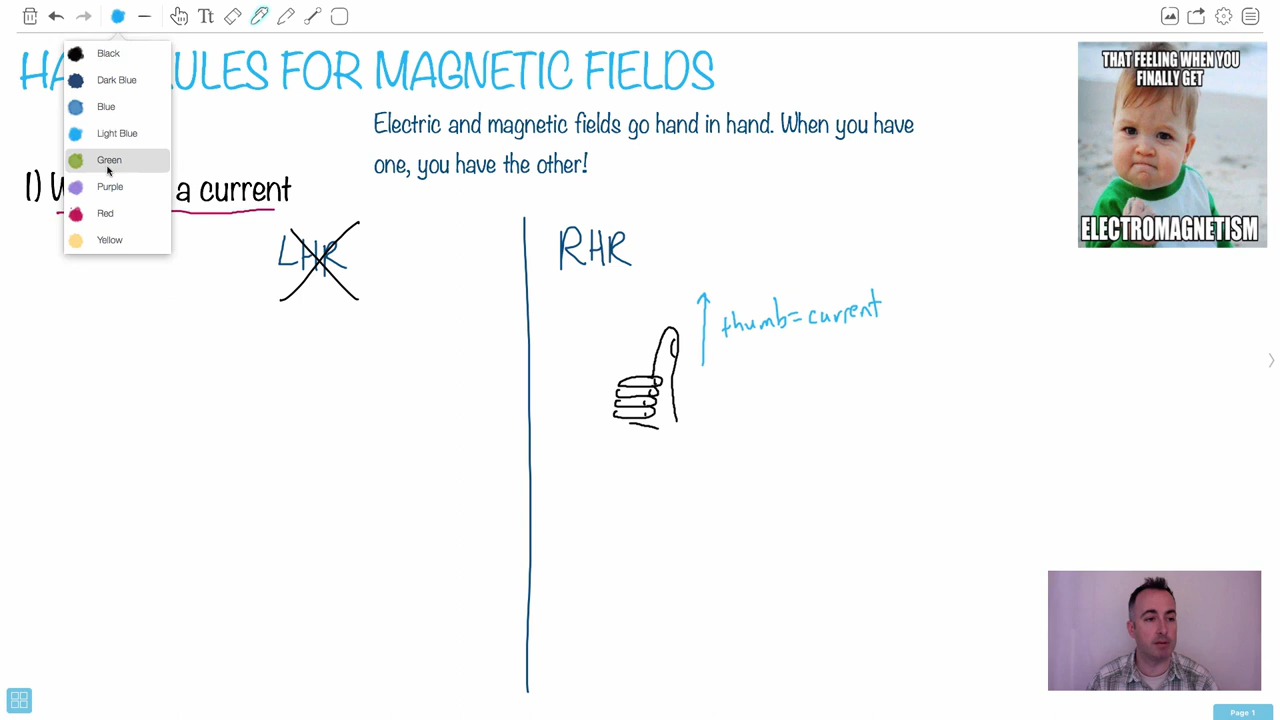 HA ULES FOR MAGNETIC FIELDS
Electric and magnetic fields go hand in hand. When you have
one, you have the other!
Black
Dark Blue
Blue
Light Blue
Green
Purple
Red
Yellow
1) W a current
LHR
RHR
thumb=current
THAT FEELING WHEN YOU
FINALLY GET
ELECTROMAGNETISM
Tt
Page 1